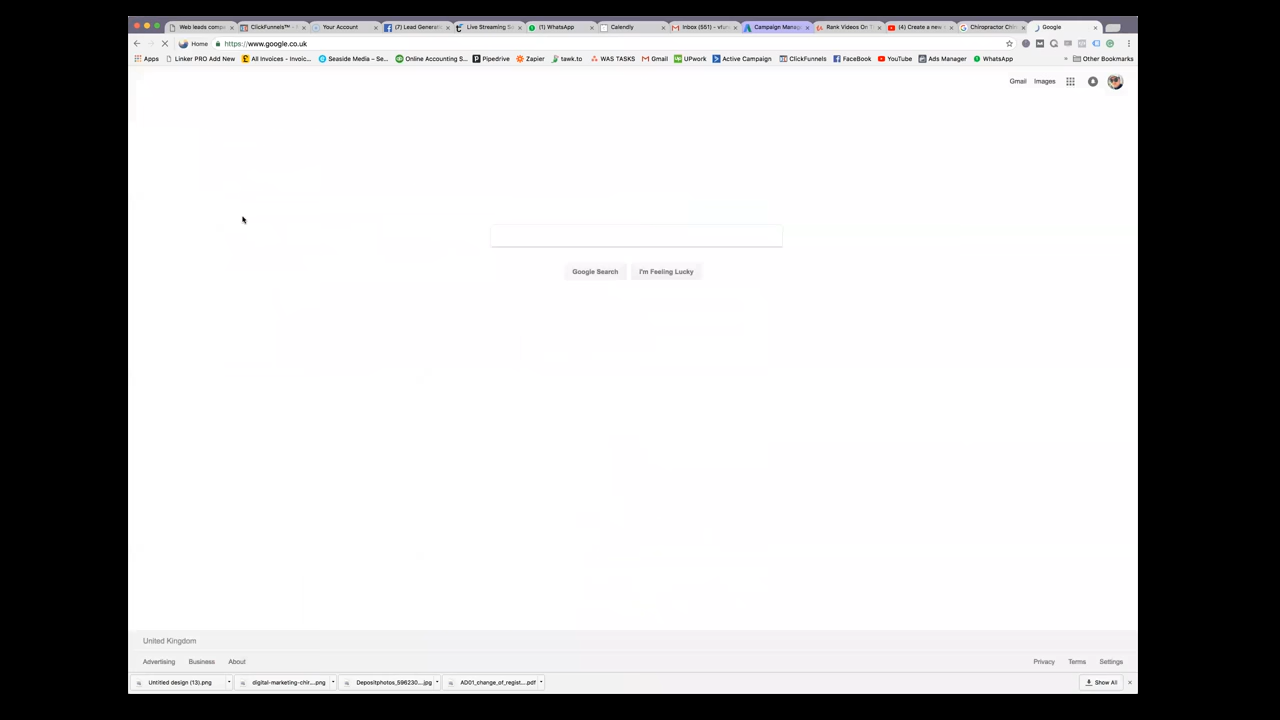 Web leads comp
ClickFunnels™ -
Your Account
(7) Lead Generat
Live Streaming S
(1) WhatsApp
Calendly
Inbox (551) - vfun
Campaign Manag
Rank Videos On
(4) Create a new
Chiropractor Chi
Google
Home
https://www.google.co.uk
Apps
Linker PRO Add New
All Invoices - Invoic...
Seaside Media – Se...
Online Accounting S...
Pipedrive
Zapier
tawk.to
WAS TASKS
Gmail
UPwork
Active Campaign
ClickFunnels
FaceBook
YouTube
Ads Manager
WhatsApp
»
Other Bookmarks
Gmail
Images
Google Search
I'm Feeling Lucky
United Kingdom
Advertising
Business
About
Privacy
Terms
Settings
Untitled design (13).png
digital-marketing-chir....png
Depositphotos_596230....jpg
AD01_change_of_regist....pdf
Show All